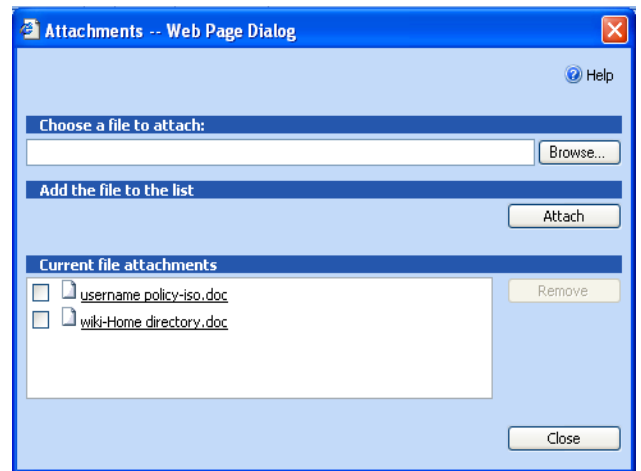 Attachments -- Web Page Dialog
Help
Choose a file to attach:
Browse...
Add the file to the list
Attach
Current file attachments
username policy-iso.doc
Remove
wiki-Home directory.doc
Close